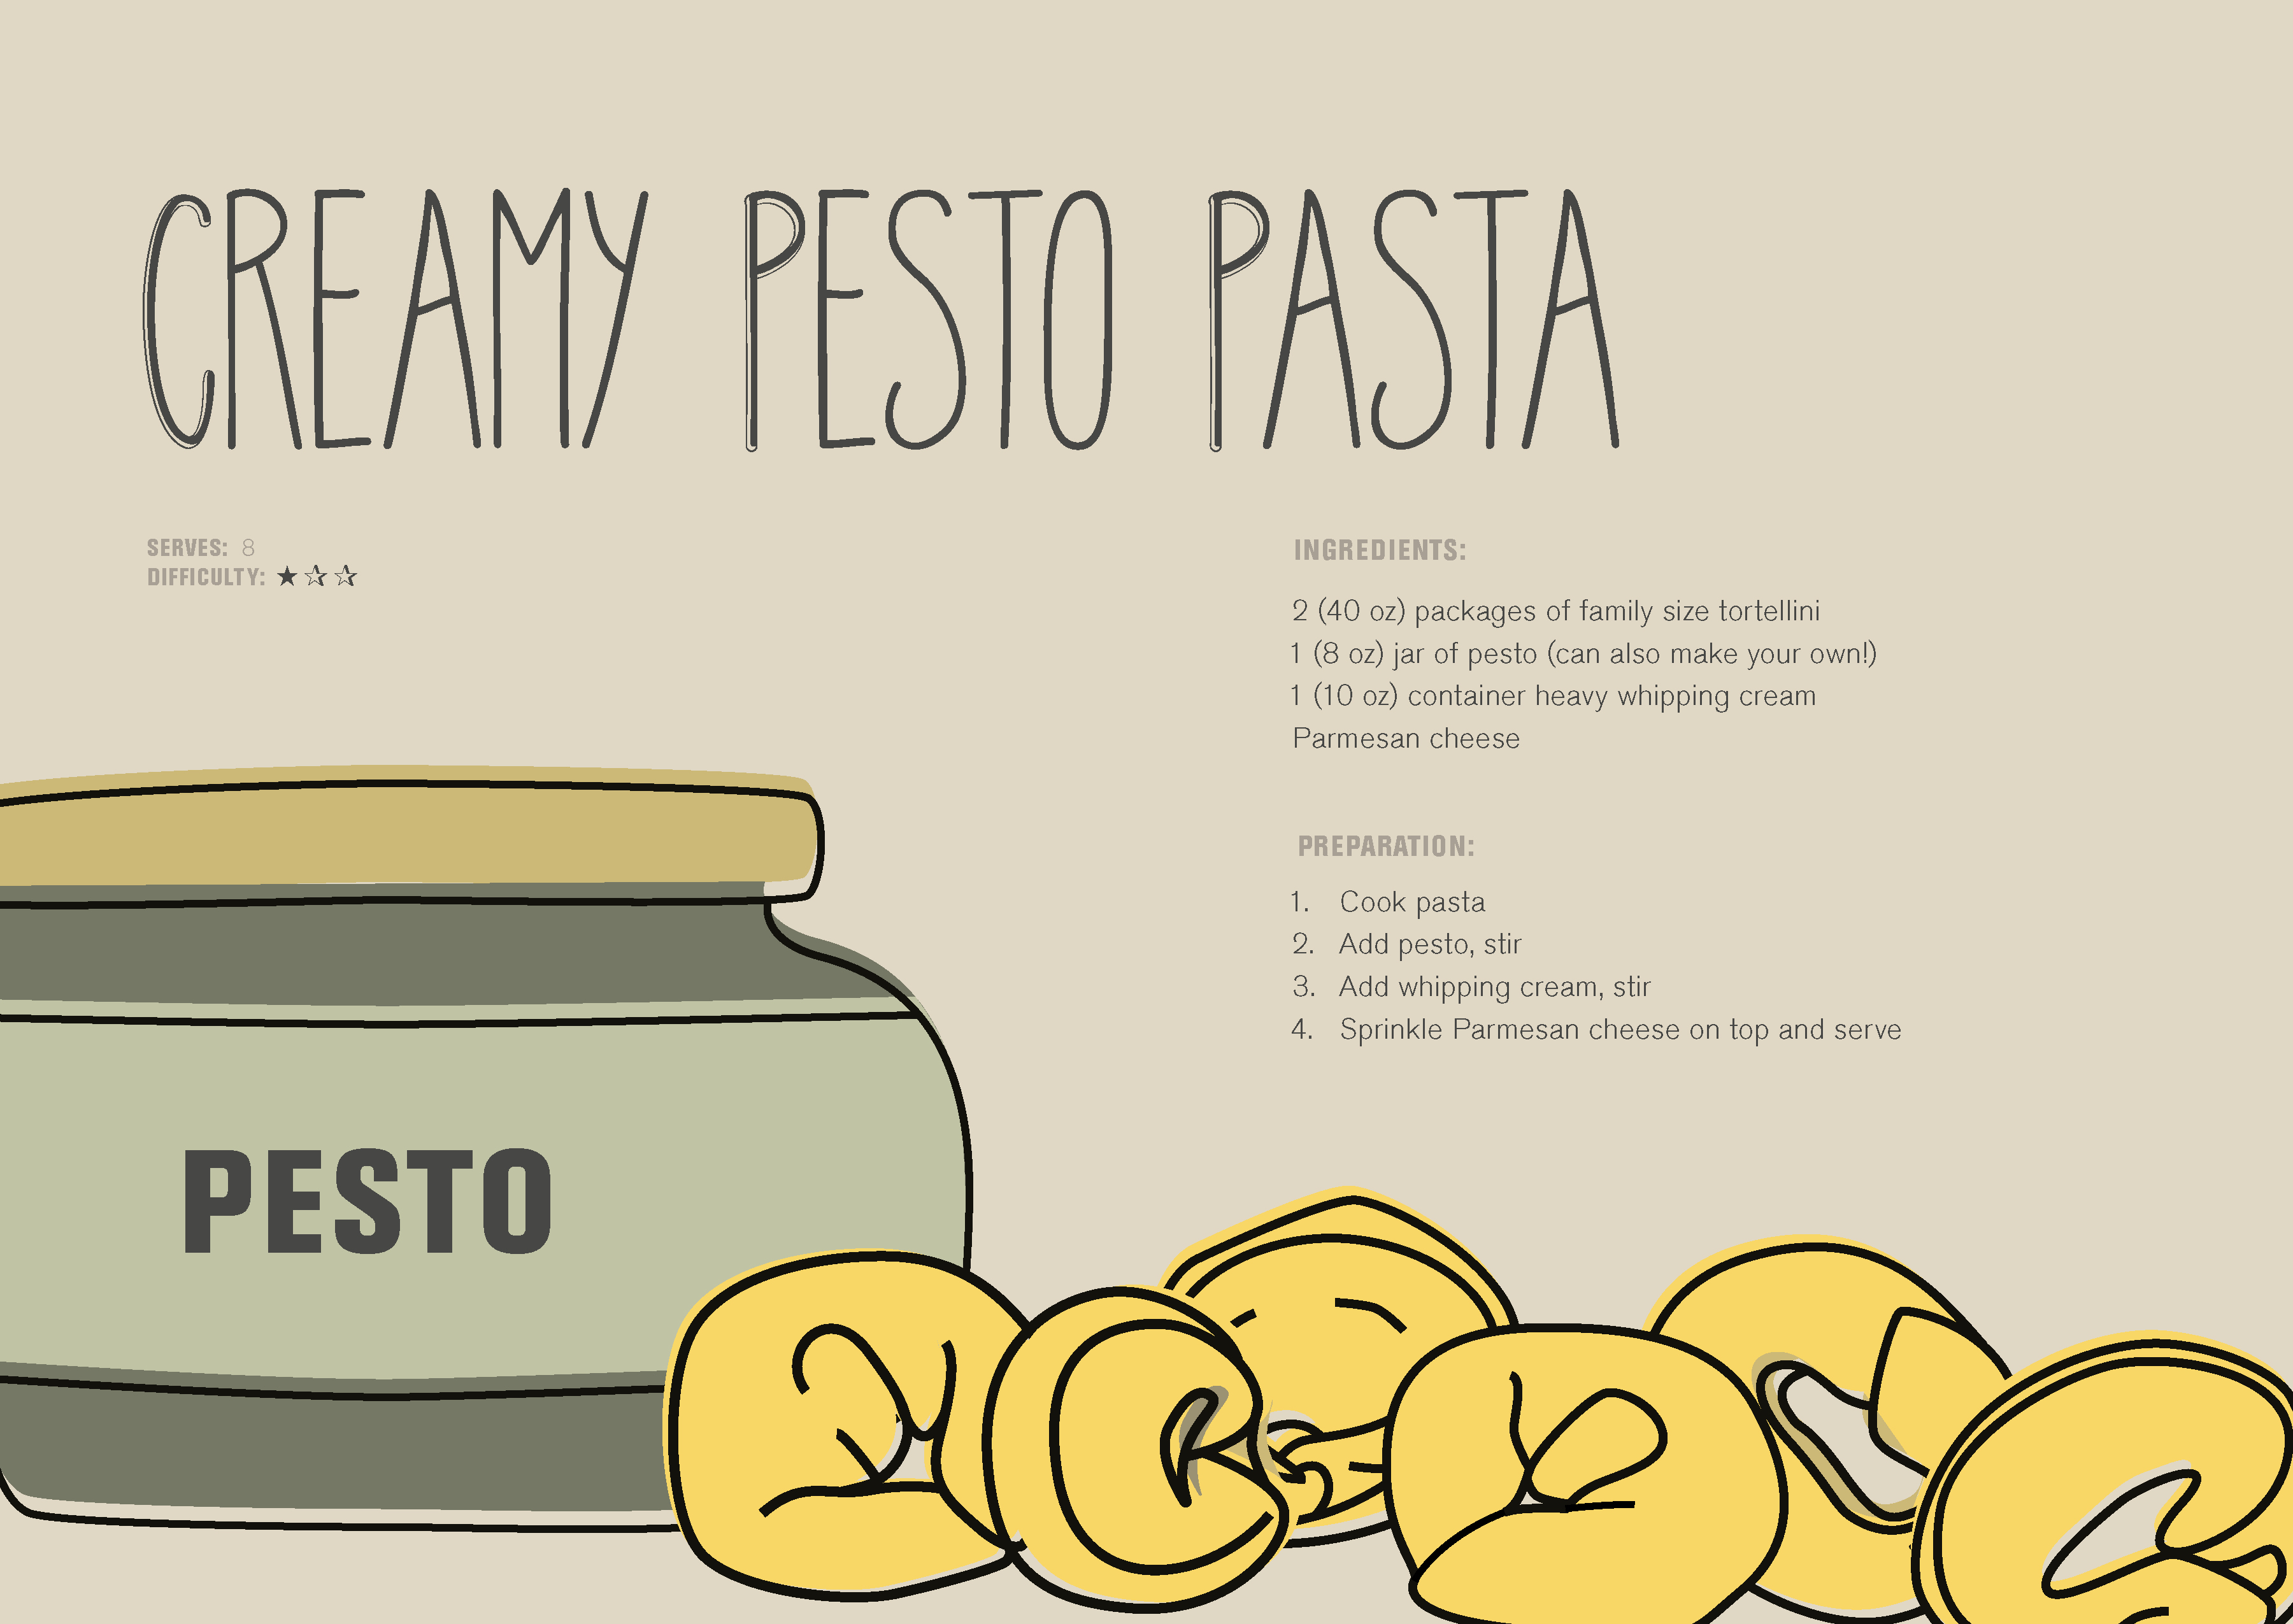 CREAMY PESTO PASTA
SERVES: 8
DIFFICULTY: ★☆☆
INGREDIENTS:
2 (40 oz) packages of family size tortellini
1 (8 oz) jar of pesto (can also make your own!)
1 (10 oz) container heavy whipping cream
Parmesan cheese
PREPARATION:
1. Cook pasta
2. Add pesto, stir
3. Add whipping cream, stir
4. Sprinkle Parmesan cheese on top and serve
PESTO